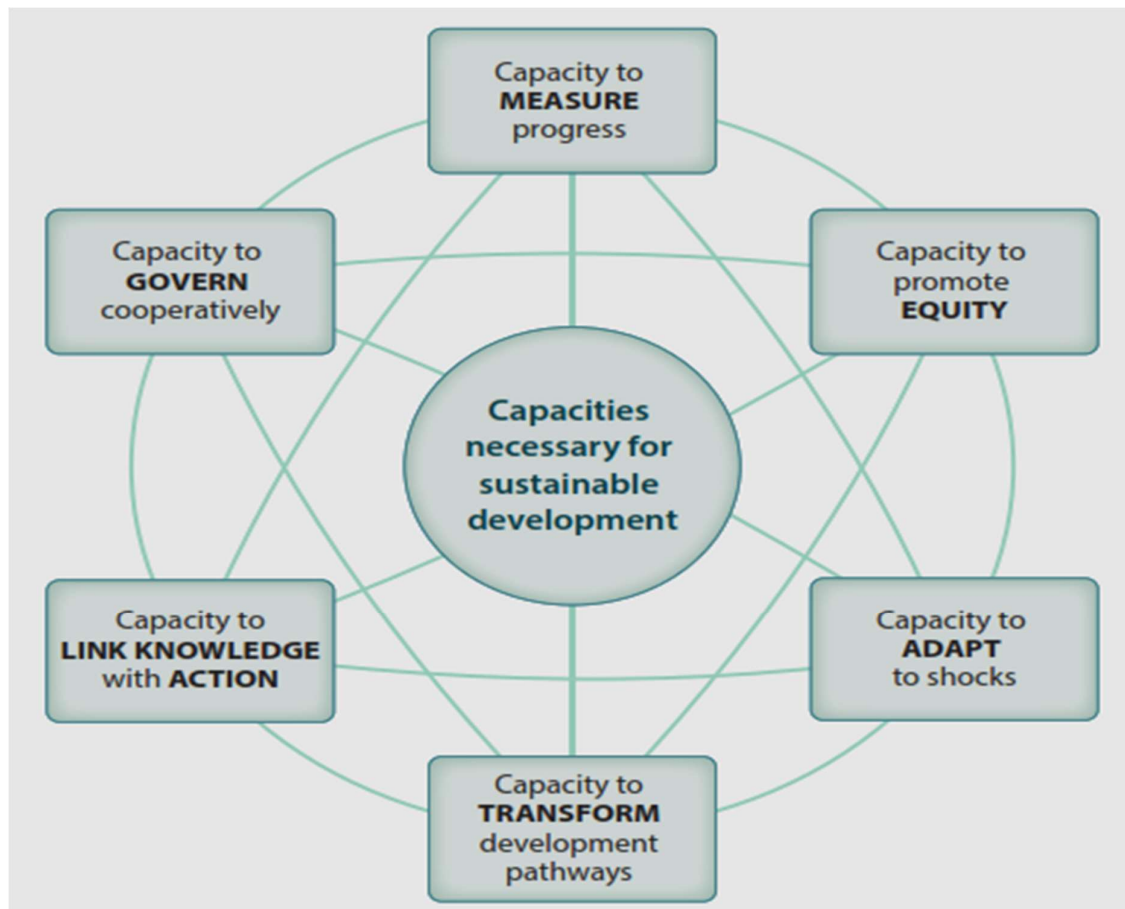 Capacity to
MEASURE
progress
Capacity to
GOVERN
cooperatively
Capacity to
promote
EQUITY
Capacities
necessary for
sustainable
development
Capacity to
LINK KNOWLEDGE
with ACTION
Capacity to
ADAPT
to shocks
Capacity to
TRANSFORM
development
pathways